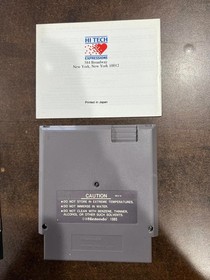 HI TECH
EXPRESSIONS
584 Broadway
New York, New York 10012
Printed in Japan
CAUTION
●DO NOT STORE IN EXTREME TEMPERATURES.
●DO NOT IMMERSE IN WATER.
●DO NOT CLEAN WITH BENZENE, THINNER,
ALCOHOL OR OTHER SUCH SOLVENTS.
©1985